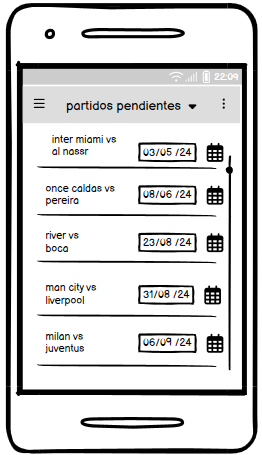 22:09
partidos pendientes
inter miami vs
al nassr
03/05 /24
once caldas vs
pereira
08/06 /24
river vs
boca
23/08 /24
man city vs
liverpool
31/08 /24
milan vs
juventus
06/09 /24